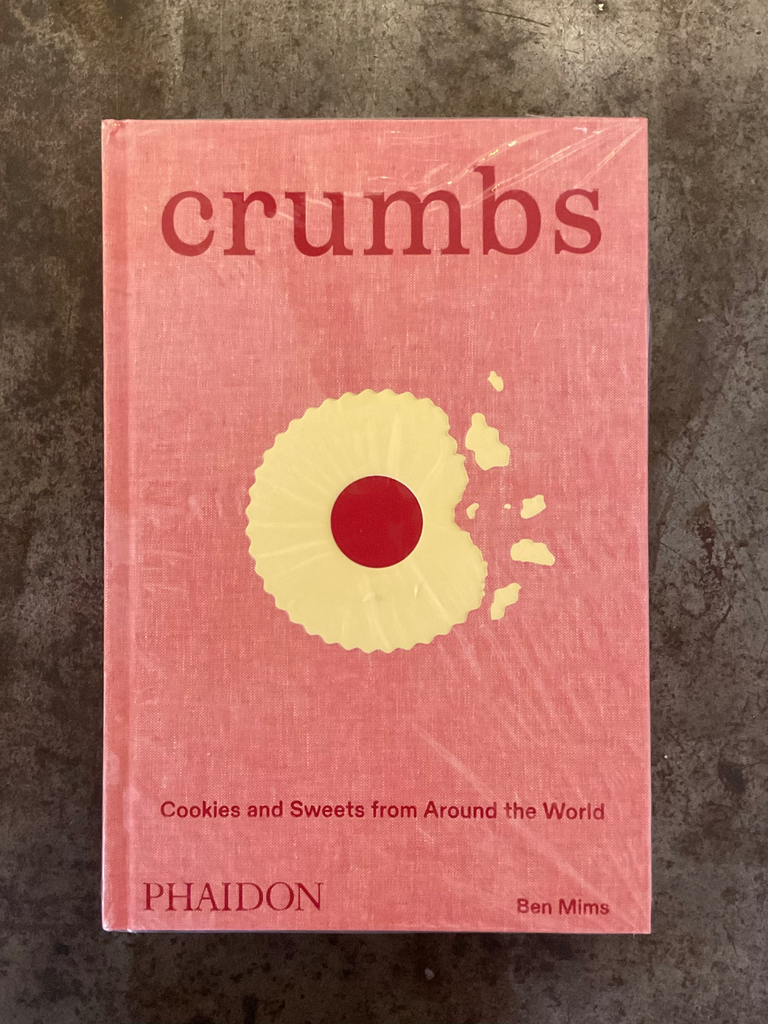 crumbs
Cookies and Sweets from Around the World
PHAIDON
Ben Mims